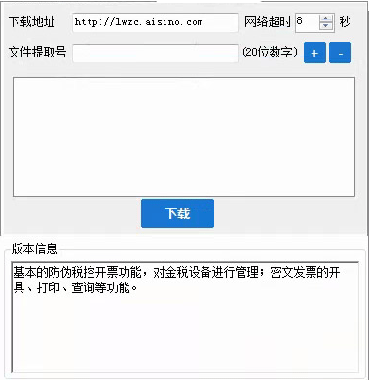 下载地址 http://lwzc.aisino.com 网络超时 8 秒
文件提取号 (20位数字) + -
下载
版本信息
基本的防伪税控开票功能，对金税设备进行管理；密文发票的开
具、打印、查询等功能。